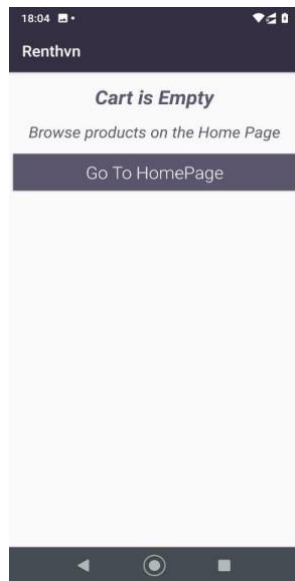 18:04
Renthvn
Cart is Empty
Browse products on the Home Page
Go To HomePage